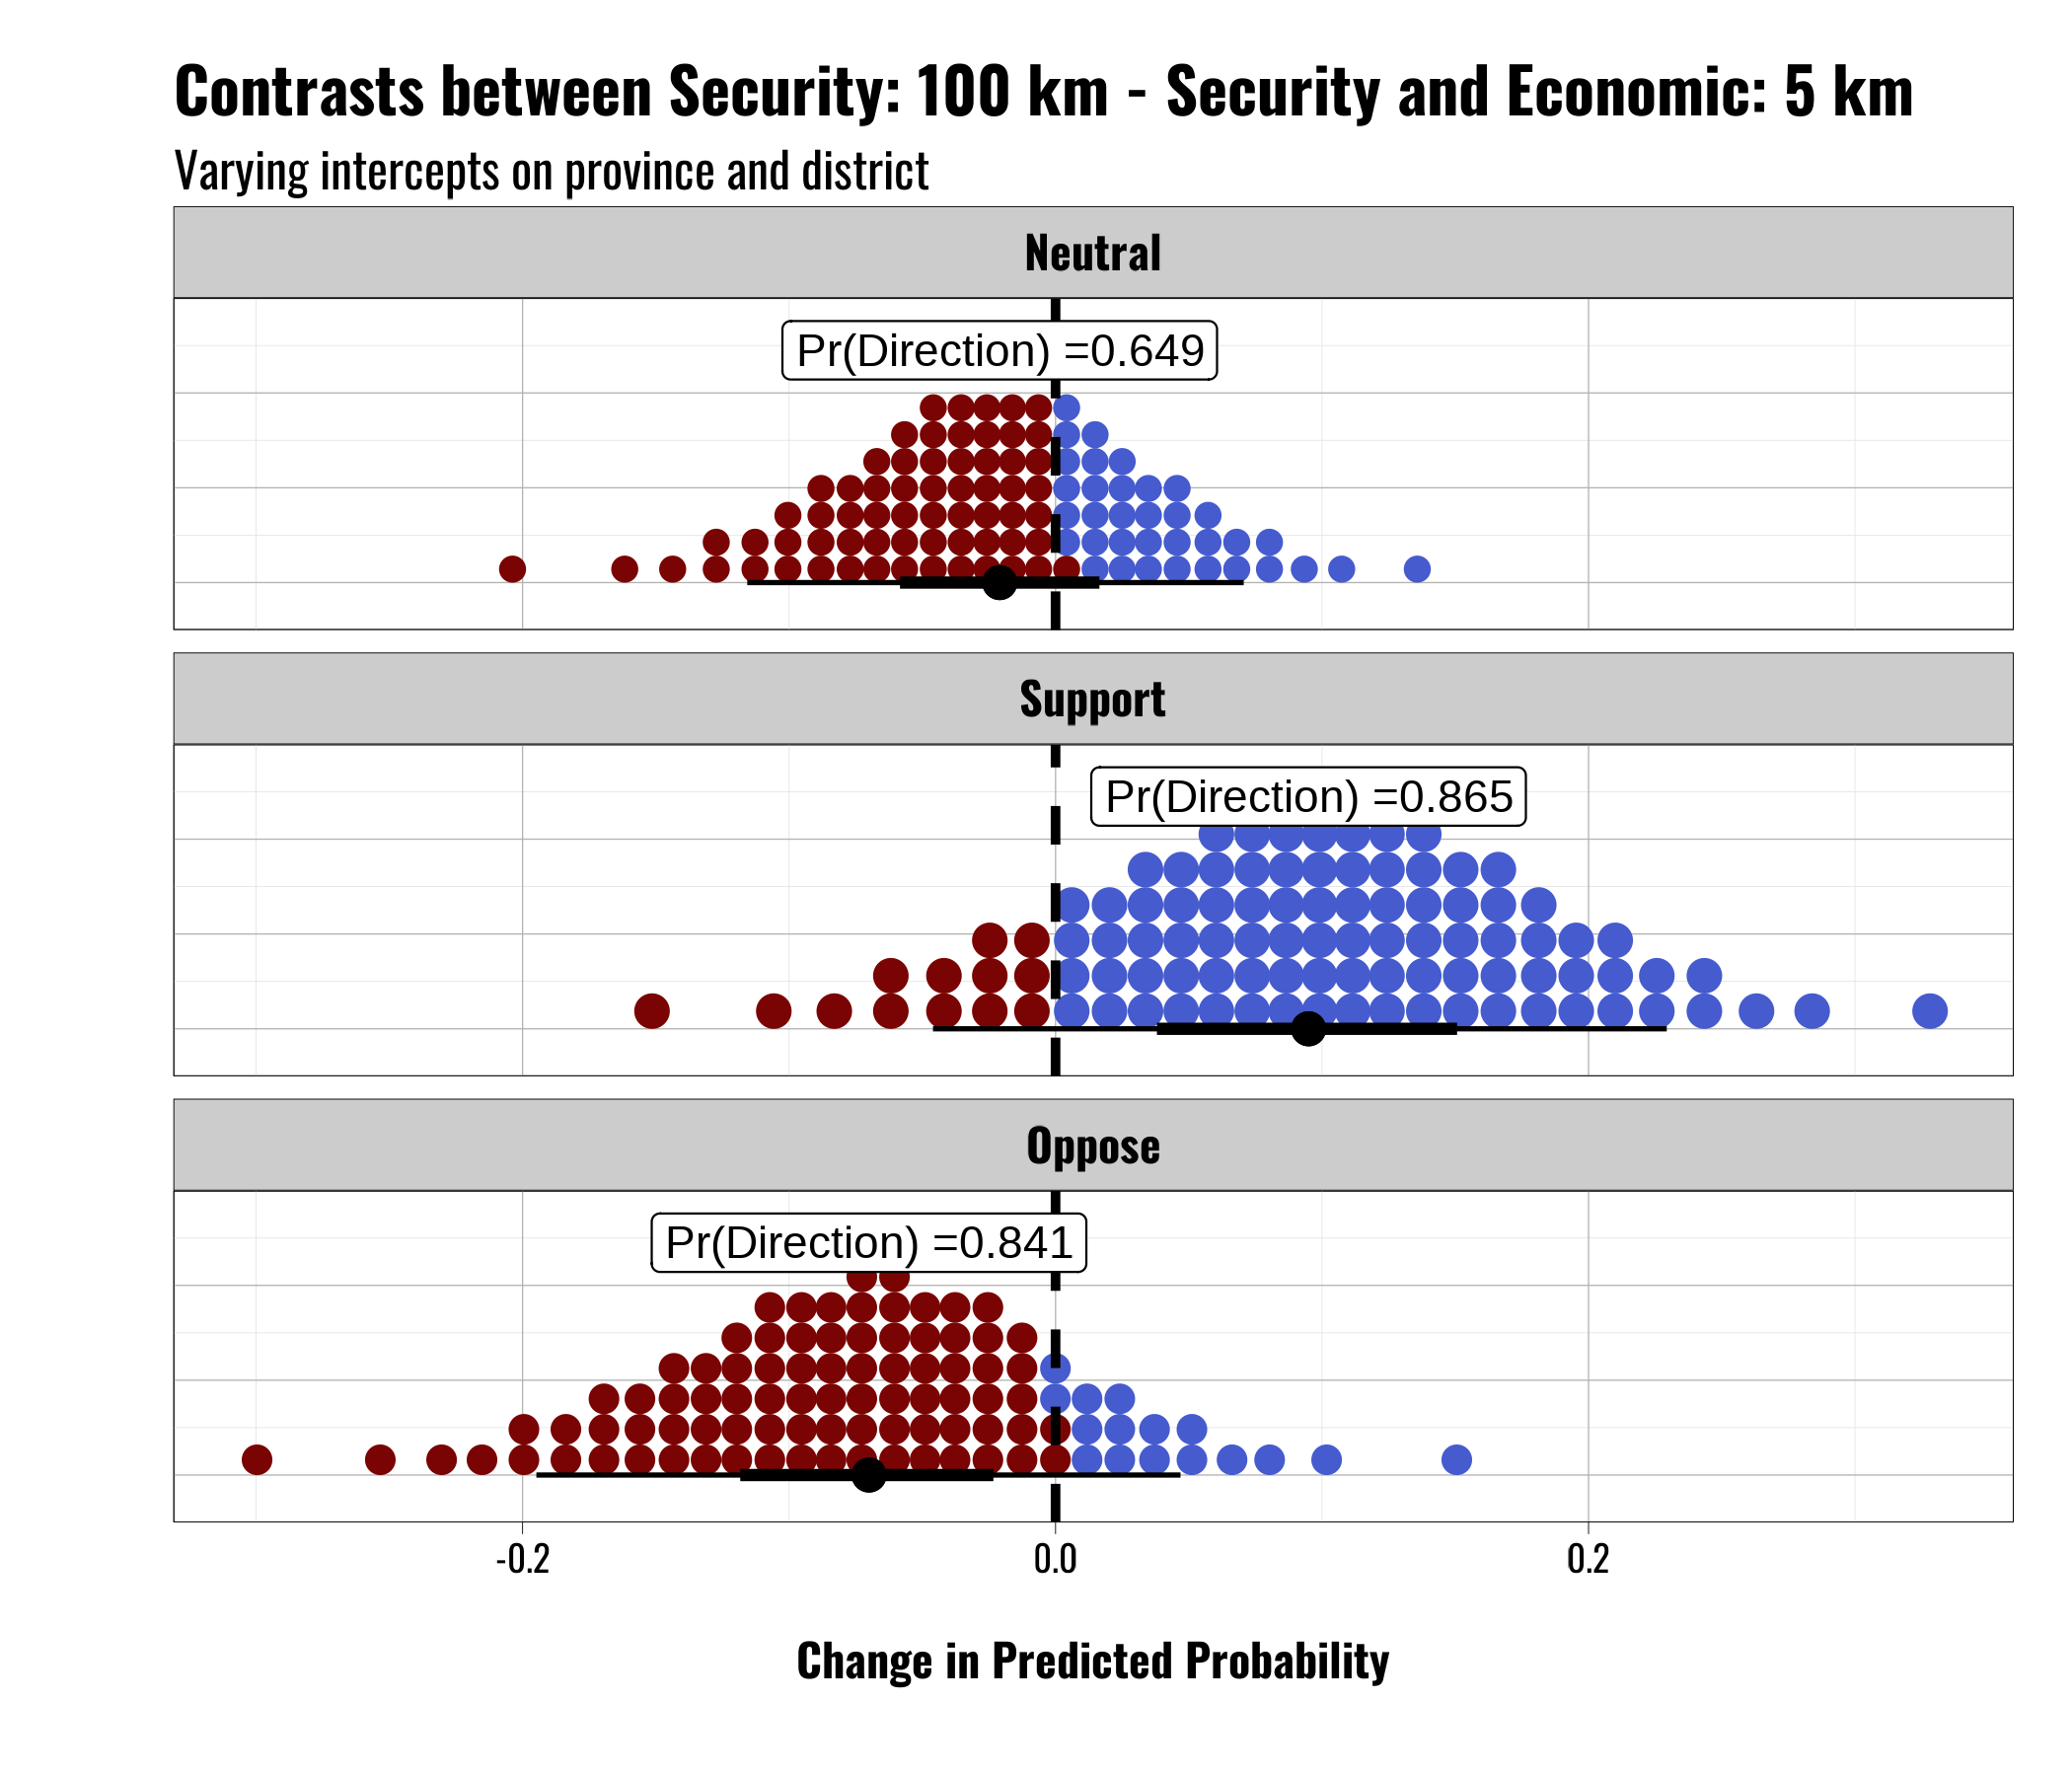 Contrasts between Security: 100 km - Security and Economic: 5 km
Varying intercepts on province and district
Neutral
Pr(Direction) =0.649
Support
Pr(Direction) =0.865
Oppose
Pr(Direction) =0.841
-0.2 0.0 0.2
Change in Predicted Probability